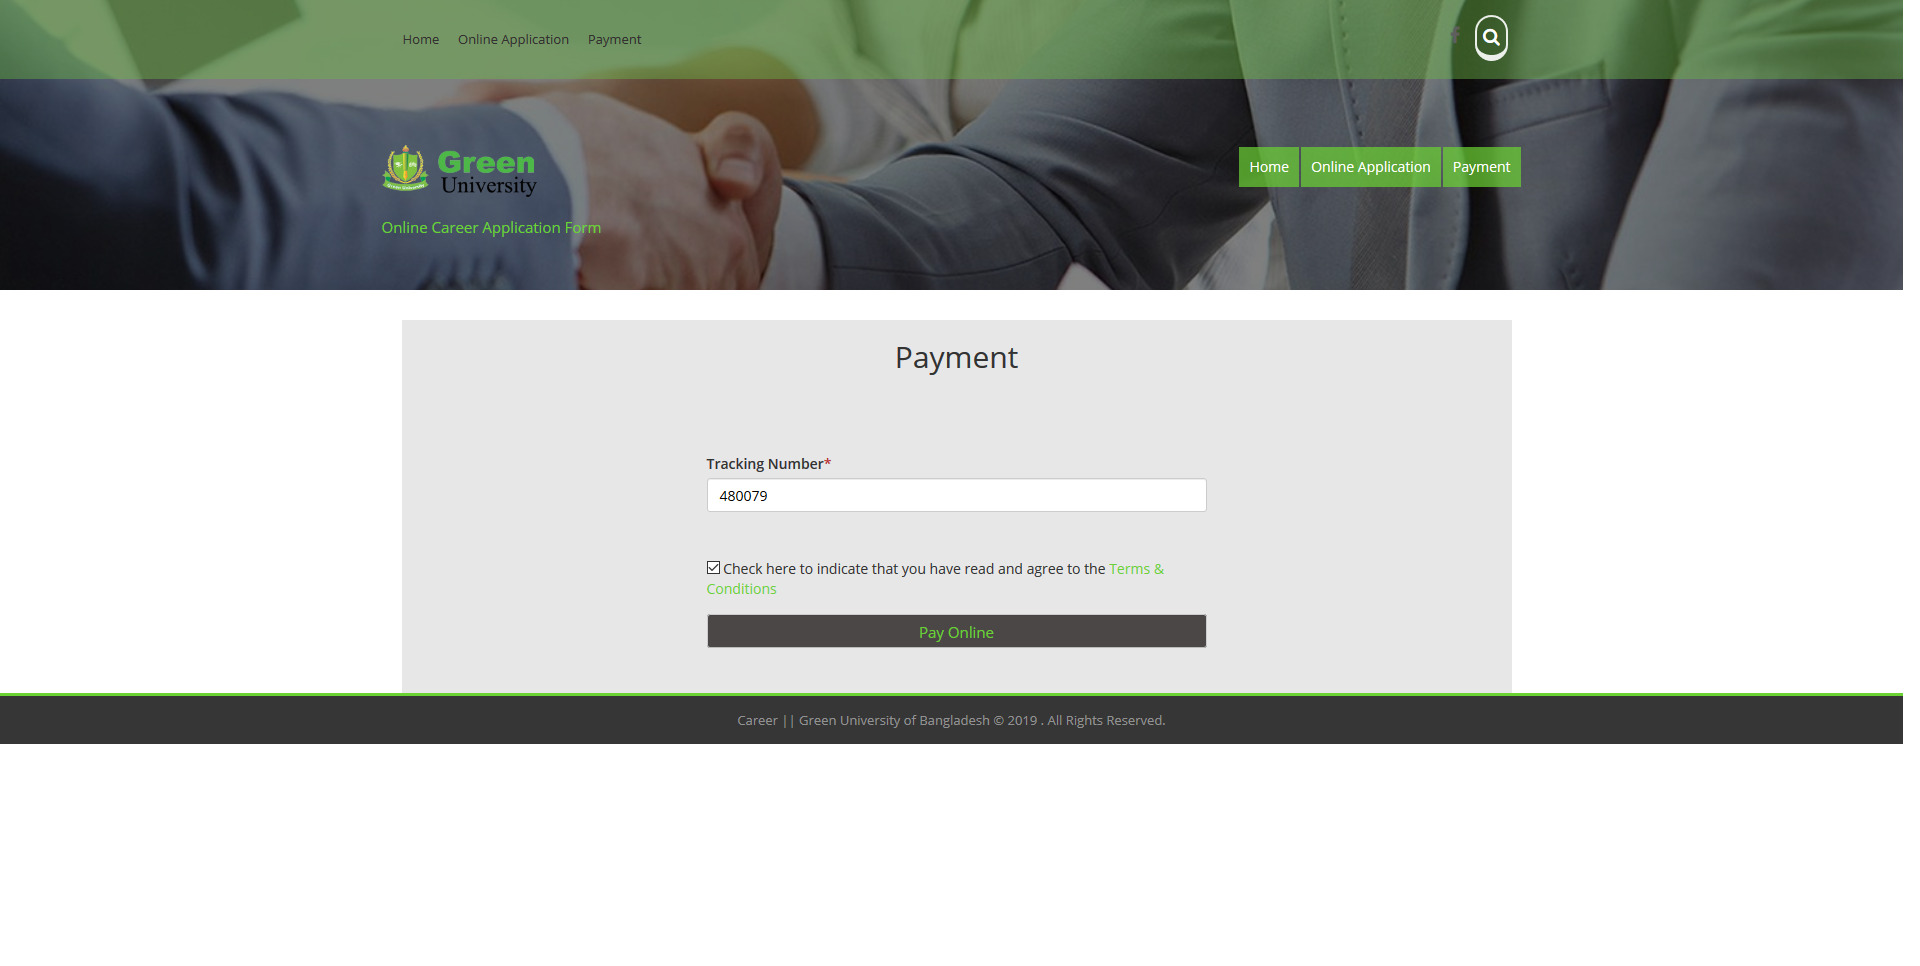 Home Online Application Payment
Green
University
Home Online Application Payment
Online Career Application Form
Payment
Tracking Number*
480079
Check here to indicate that you have read and agree to the Terms &
Conditions
Pay Online
Career || Green University of Bangladesh © 2019 . All Rights Reserved.